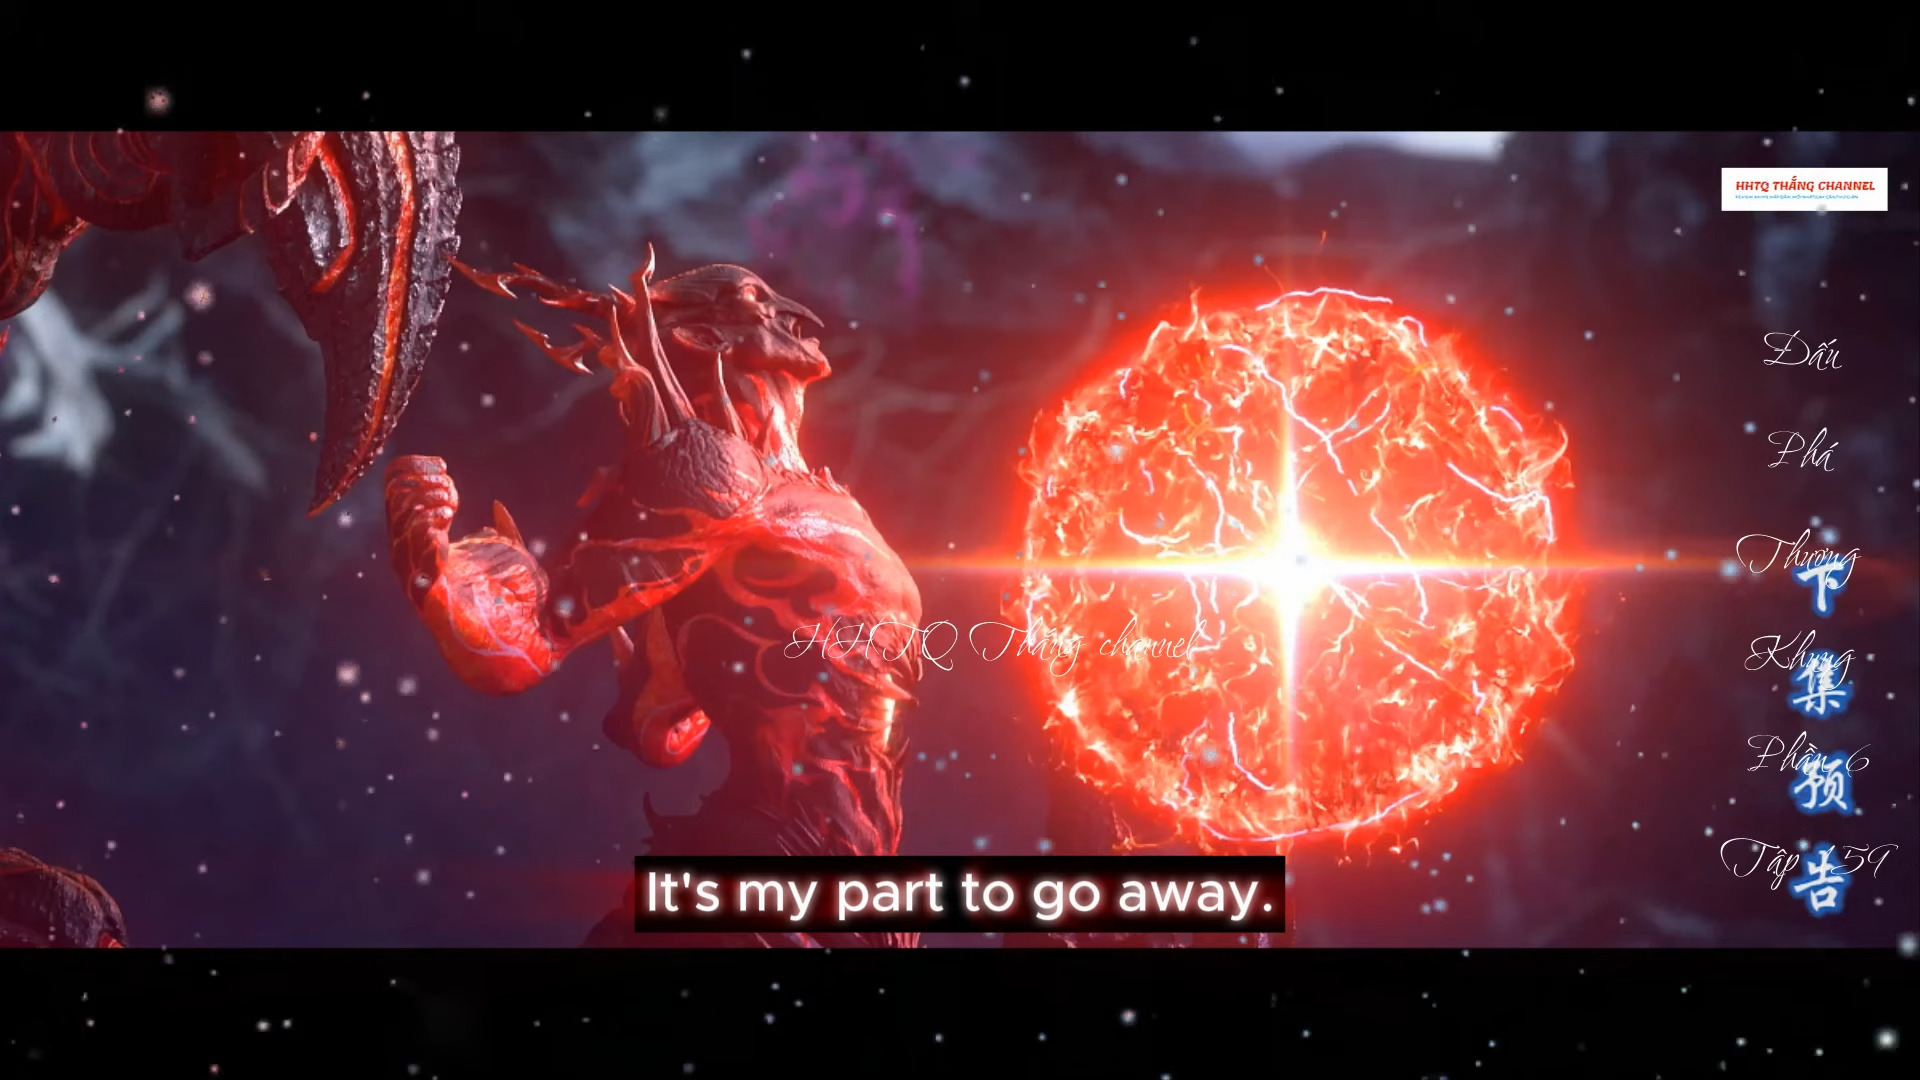 HHTQ THẮNG CHANNEL
Đấu
Phá
Thương
Khung
Phần 6
Tập 159
下
集
预
告
HHTQ Thắng channel
It's my part to go away.